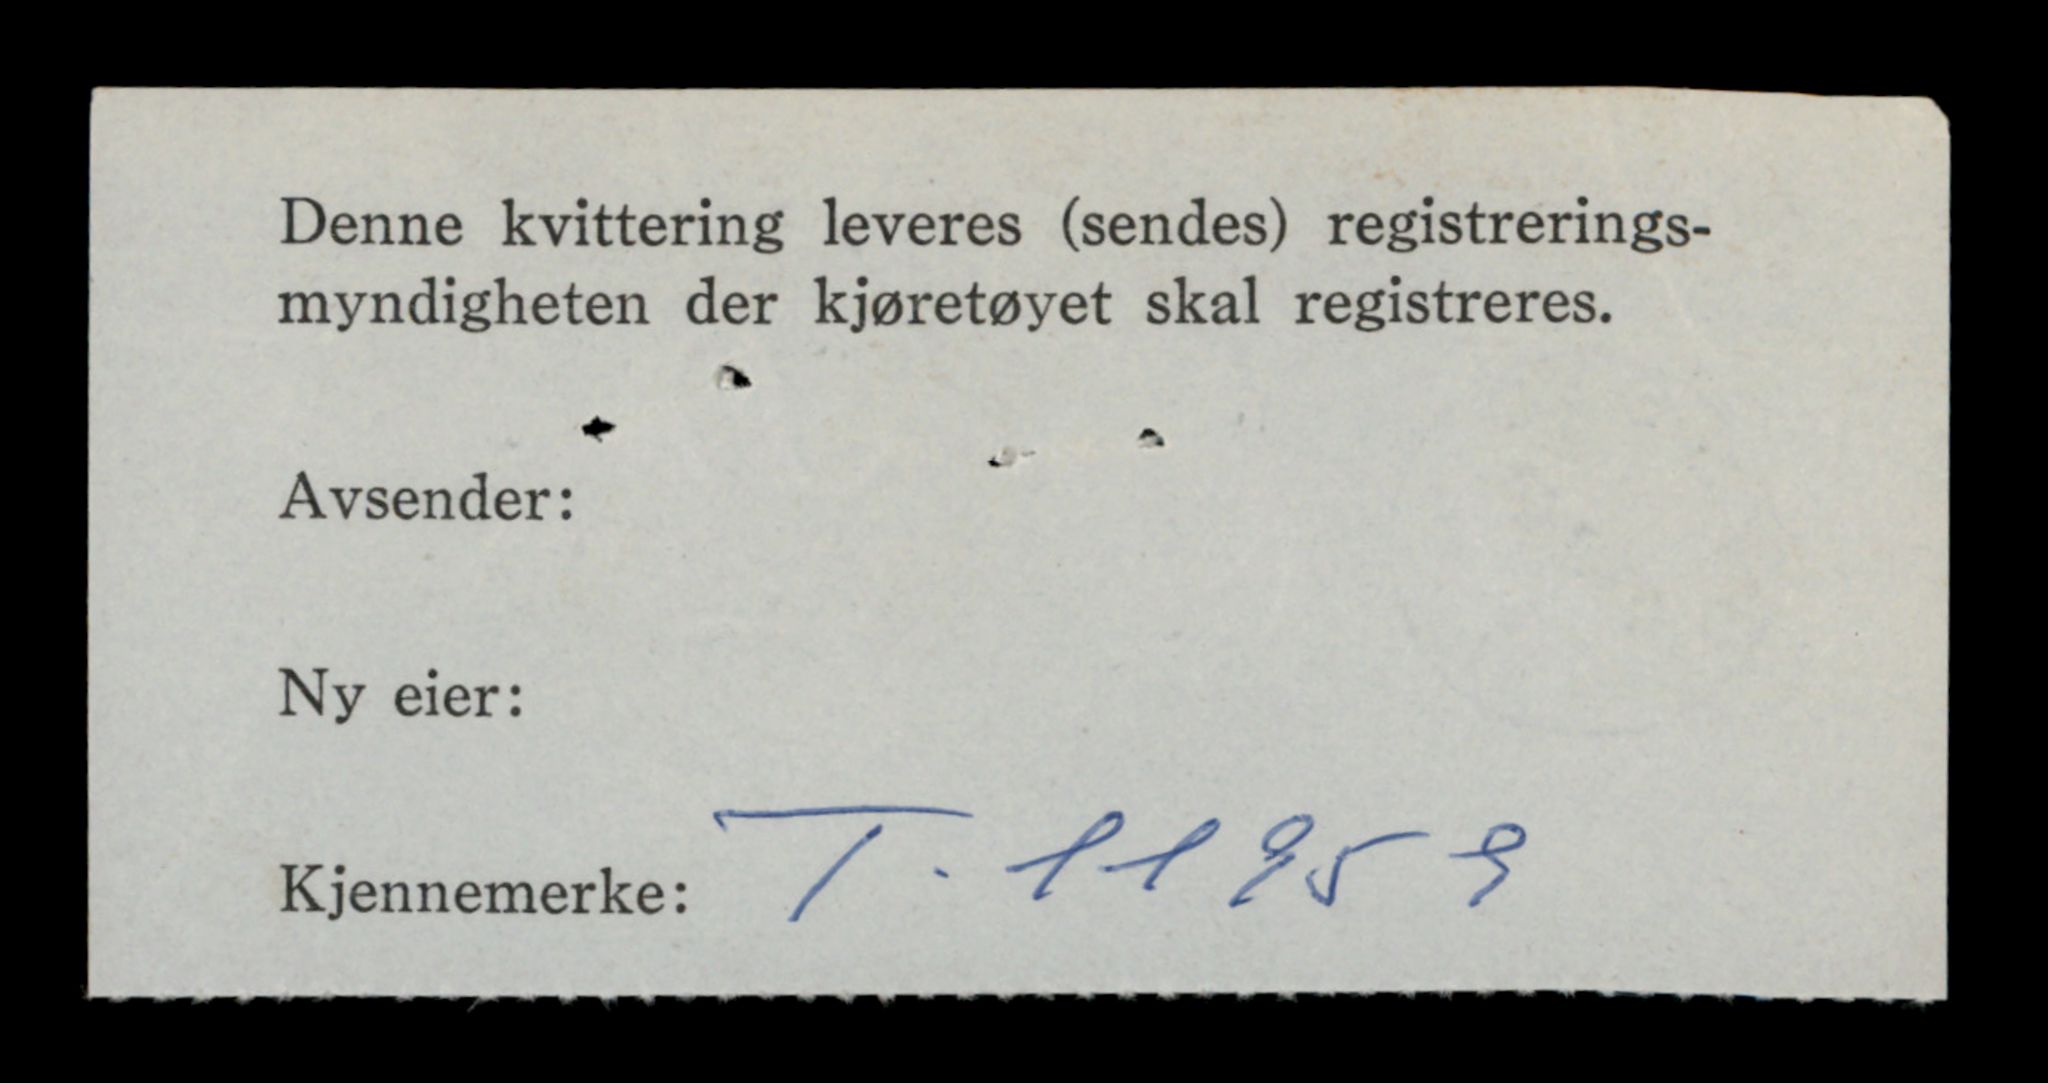 Denne kvittering leveres (sendes) registrerings-
myndigheten der kjøretøyet skal registreres.
Avsender:
Ny eier:
Kjennemerke: T. 11959